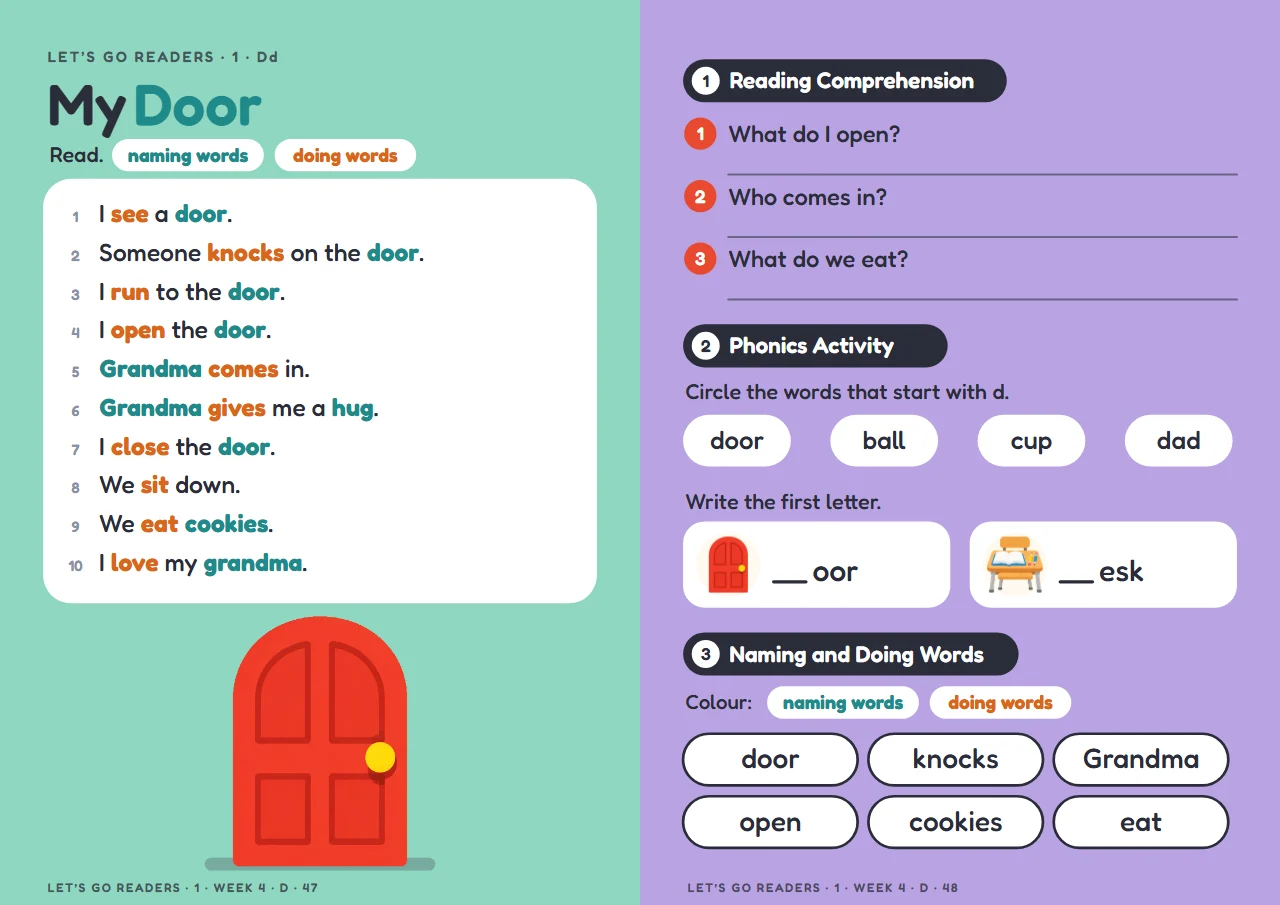 LET'S GO READERS · 1 · Dd
My Door
Read. naming words doing words
1 I see a door.
2 Someone knocks on the door.
3 I run to the door.
4 I open the door.
5 Grandma comes in.
6 Grandma gives me a hug.
7 I close the door.
8 We sit down.
9 We eat cookies.
10 I love my grandma.
LET'S GO READERS · 1 · WEEK 4 · D · 47
1 Reading Comprehension
1 What do I open?
2 Who comes in?
3 What do we eat?
2 Phonics Activity
Circle the words that start with d.
door ball cup dad
Write the first letter.
__oor __esk
3 Naming and Doing Words
Colour: naming words doing words
door knocks Grandma
open cookies eat
LET'S GO READERS · 1 · WEEK 4 · D · 48